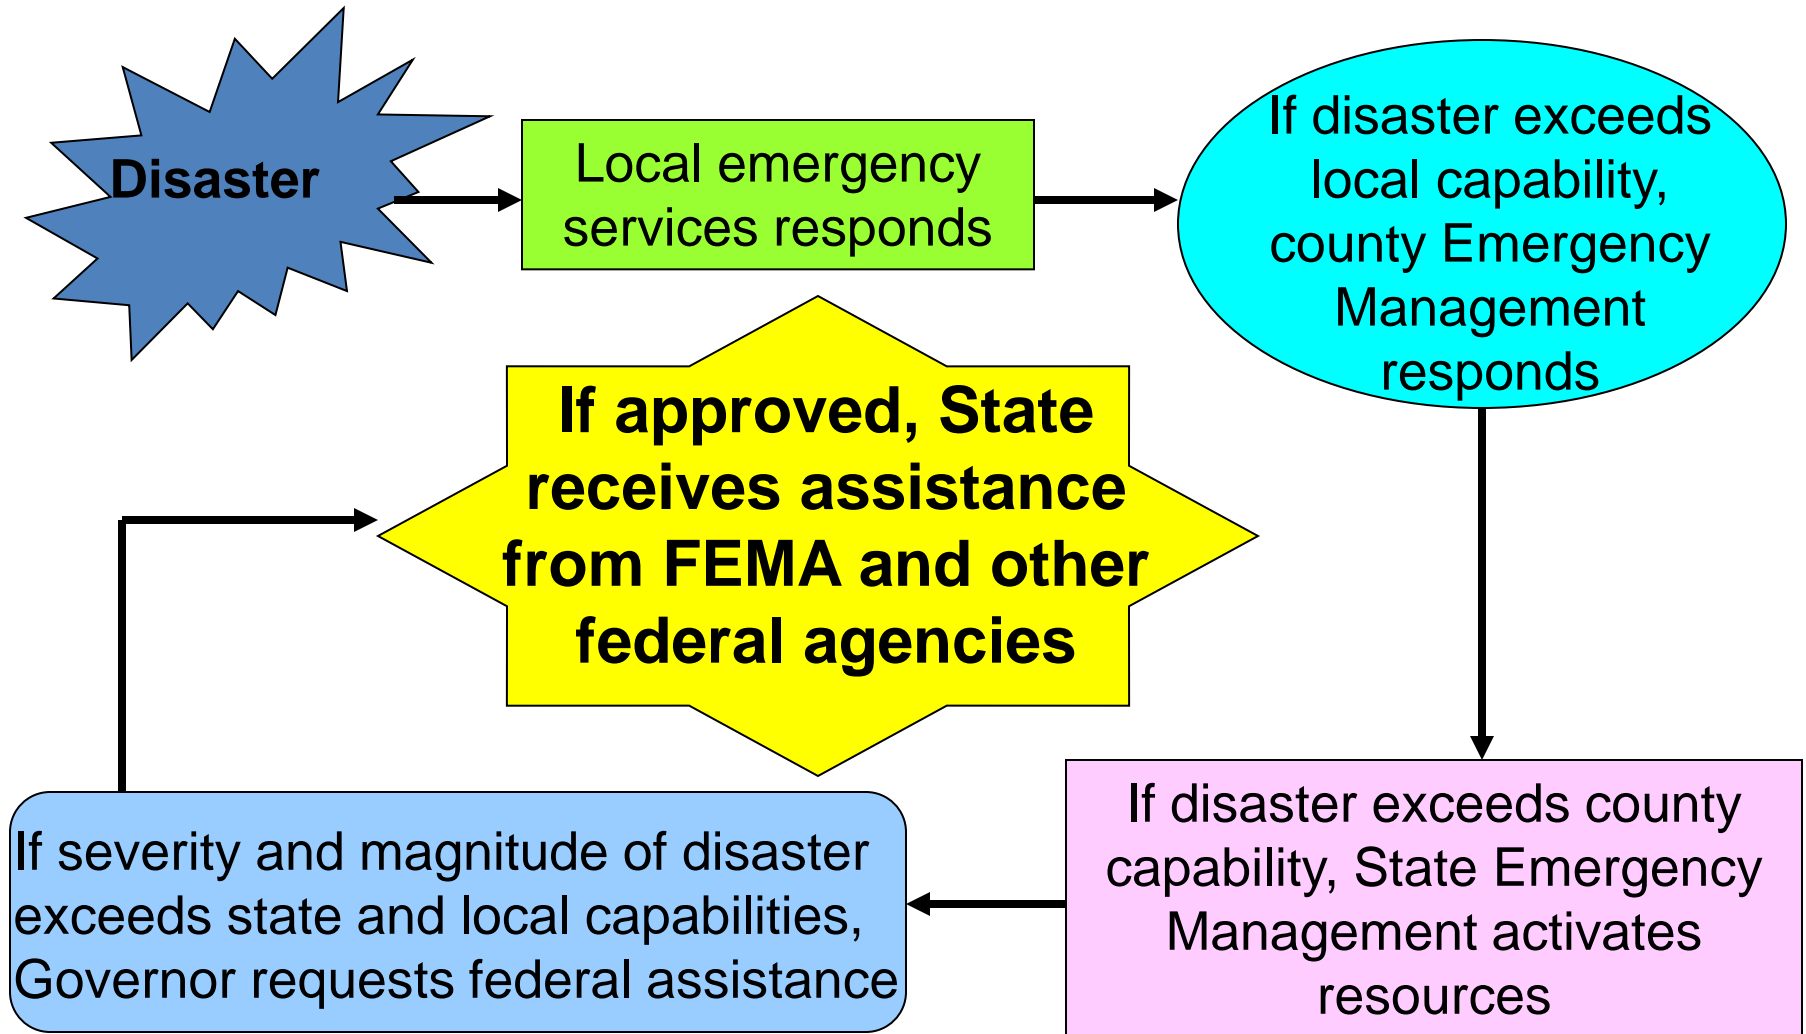 Disaster
Local emergency
services responds
If disaster exceeds
local capability,
county Emergency
Management
responds
If disaster exceeds county
capability, State Emergency
Management activates
resources
If severity and magnitude of disaster
exceeds state and local capabilities,
Governor requests federal assistance
If approved, State
receives assistance
from FEMA and other
federal agencies